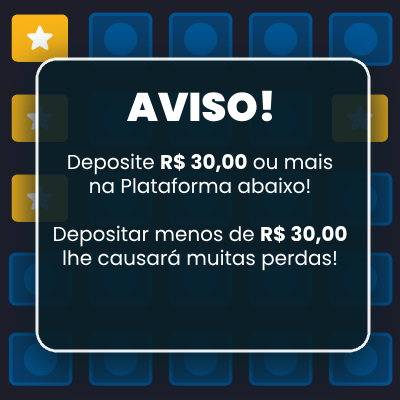 AVISO!
Deposite R$ 30,00 ou mais
na Plataforma abaixo!
Depositar menos de R$ 30,00
lhe causará muitas perdas!